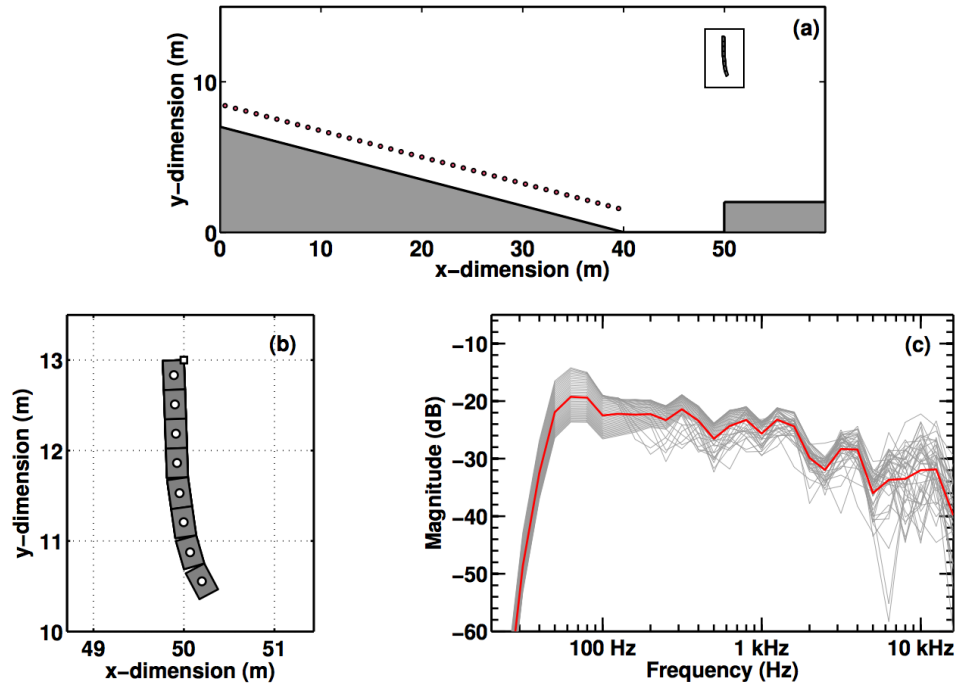 (a)
y−dimension (m)
10
0
0 10 20 30 40 50
x−dimension (m)
(b)
y−dimension (m)
13
12
11
10
49 50 51
x−dimension (m)
(c)
Magnitude (dB)
−10
−20
−30
−40
−50
−60
100 Hz 1 kHz 10 kHz
Frequency (Hz)